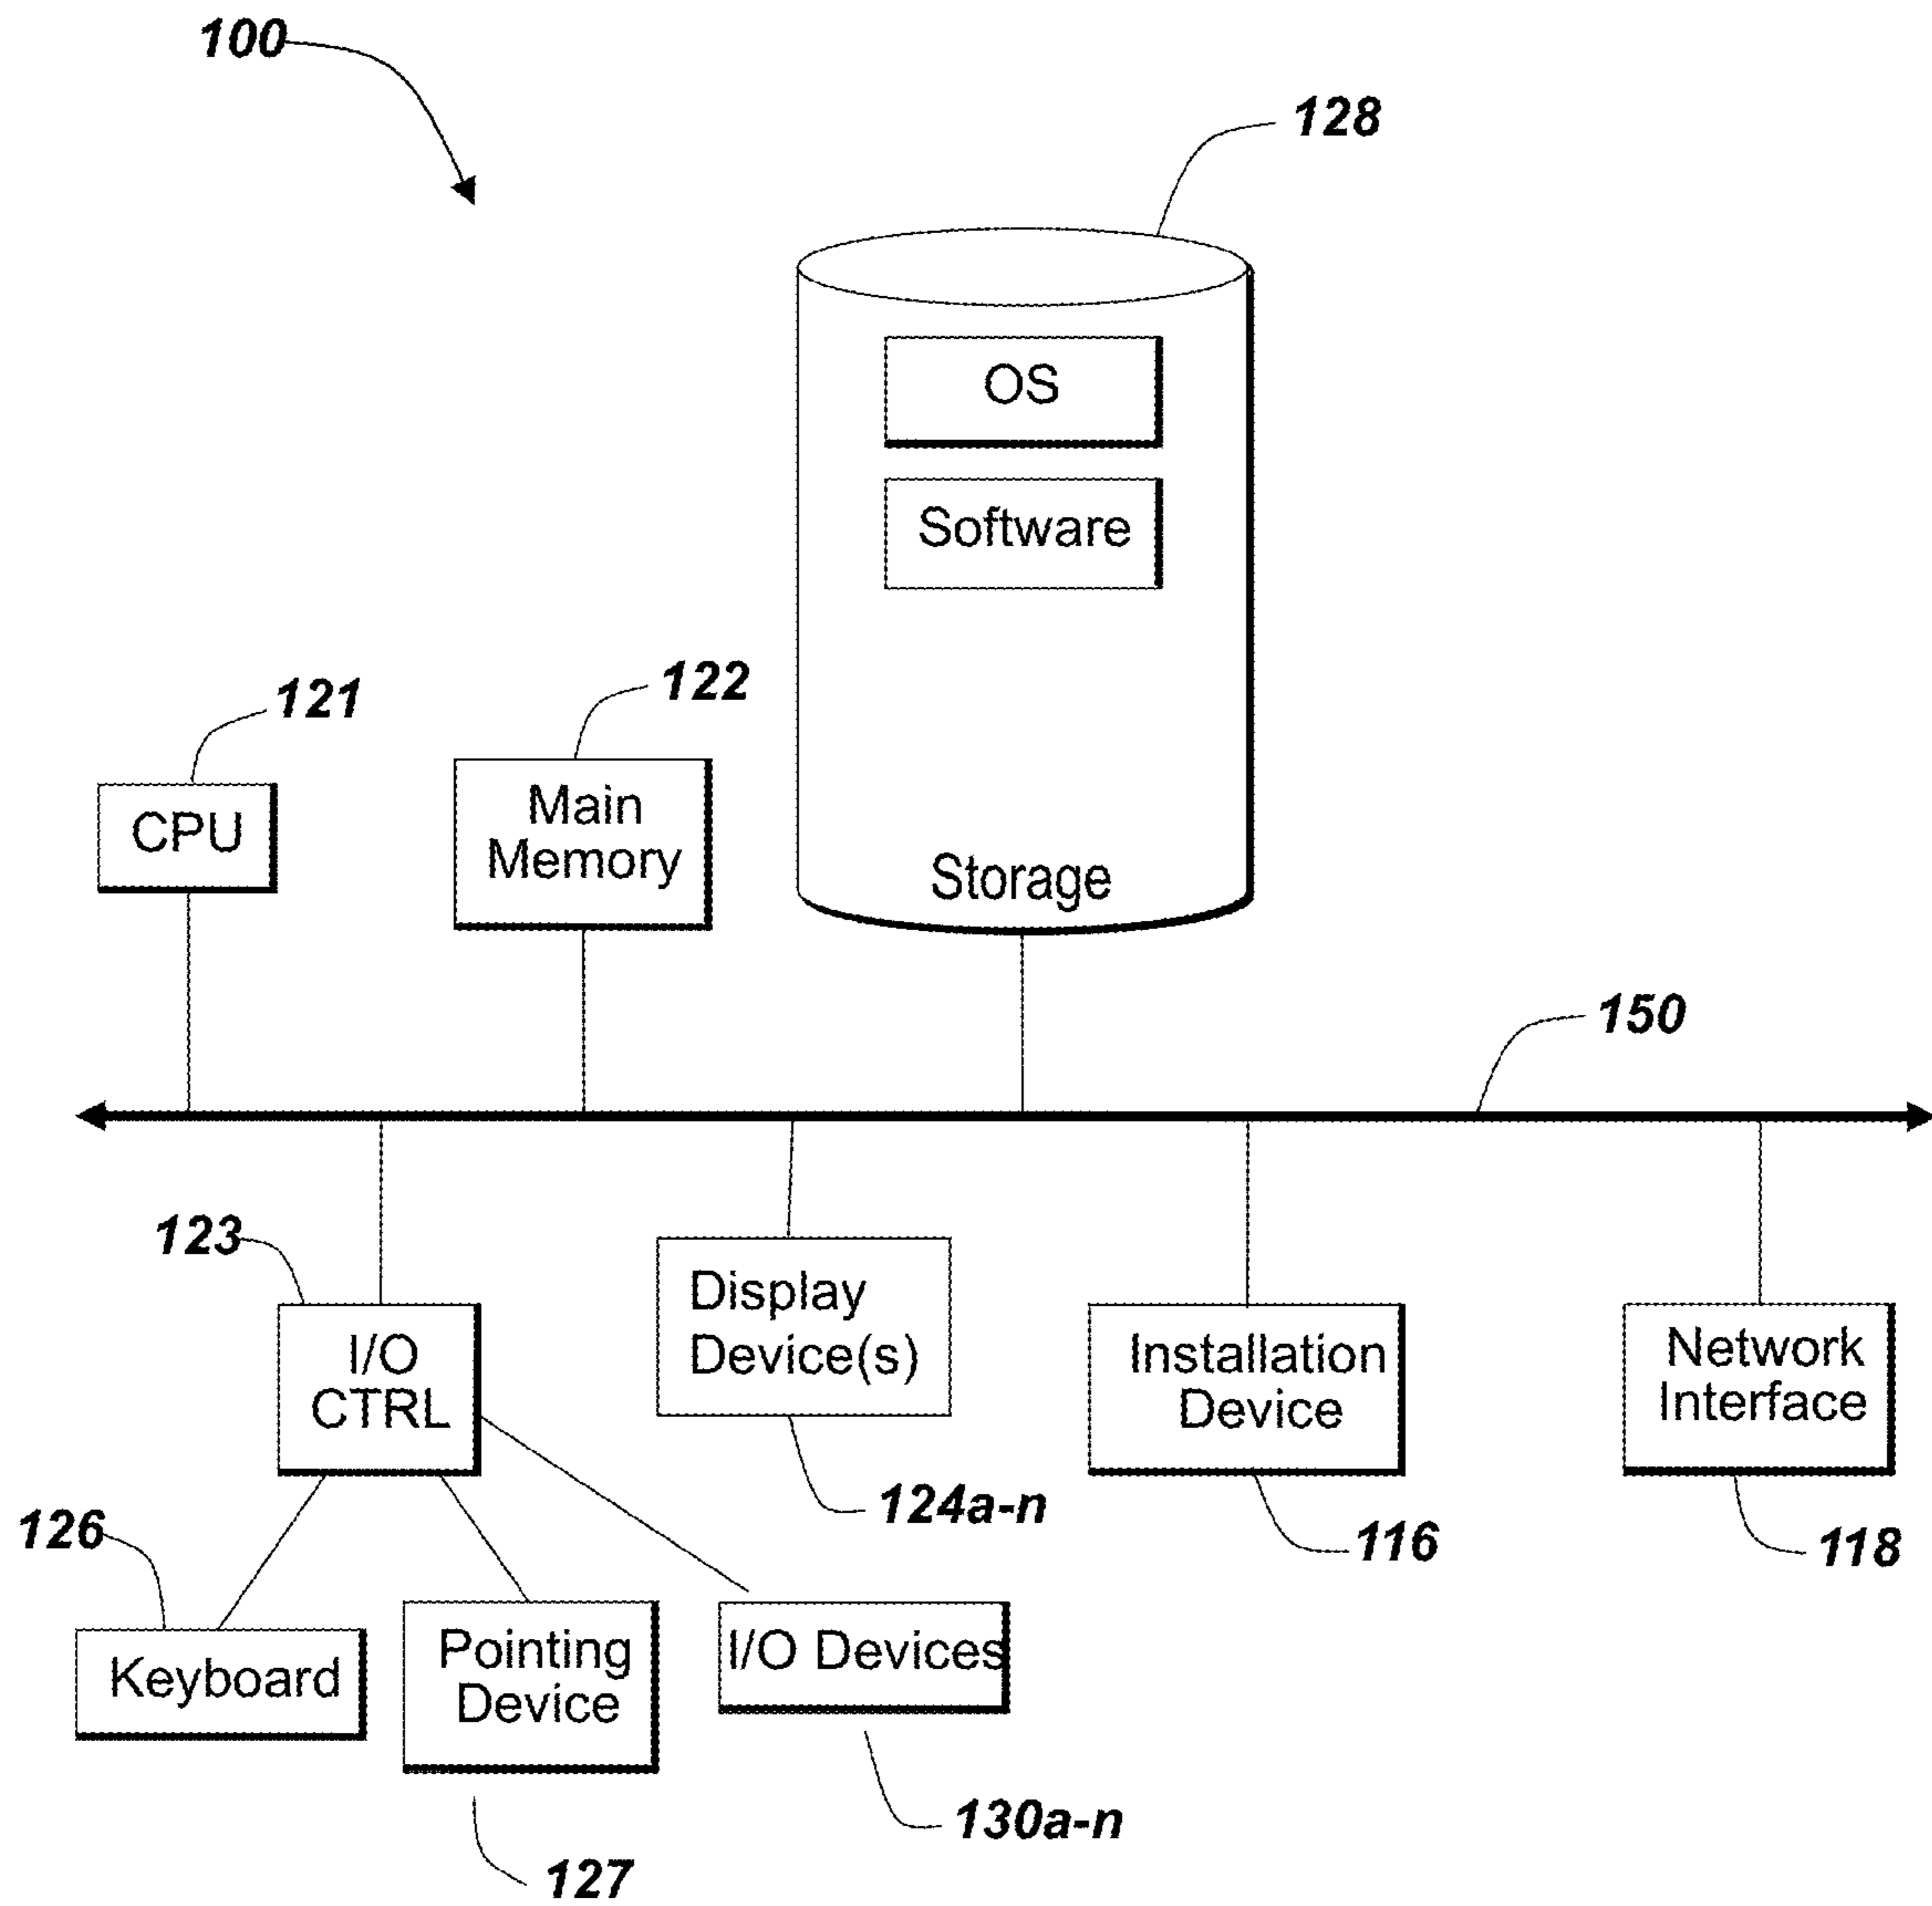 100
128
OS
Software
121
122
CPU
Main
Memory
Storage
150
123
I/O
CTRL
Display
Device(s)
Installation
Device
Network
Interface
124a-n
116
118
126
Keyboard
Pointing
Device
I/O Devices
130a-n
127